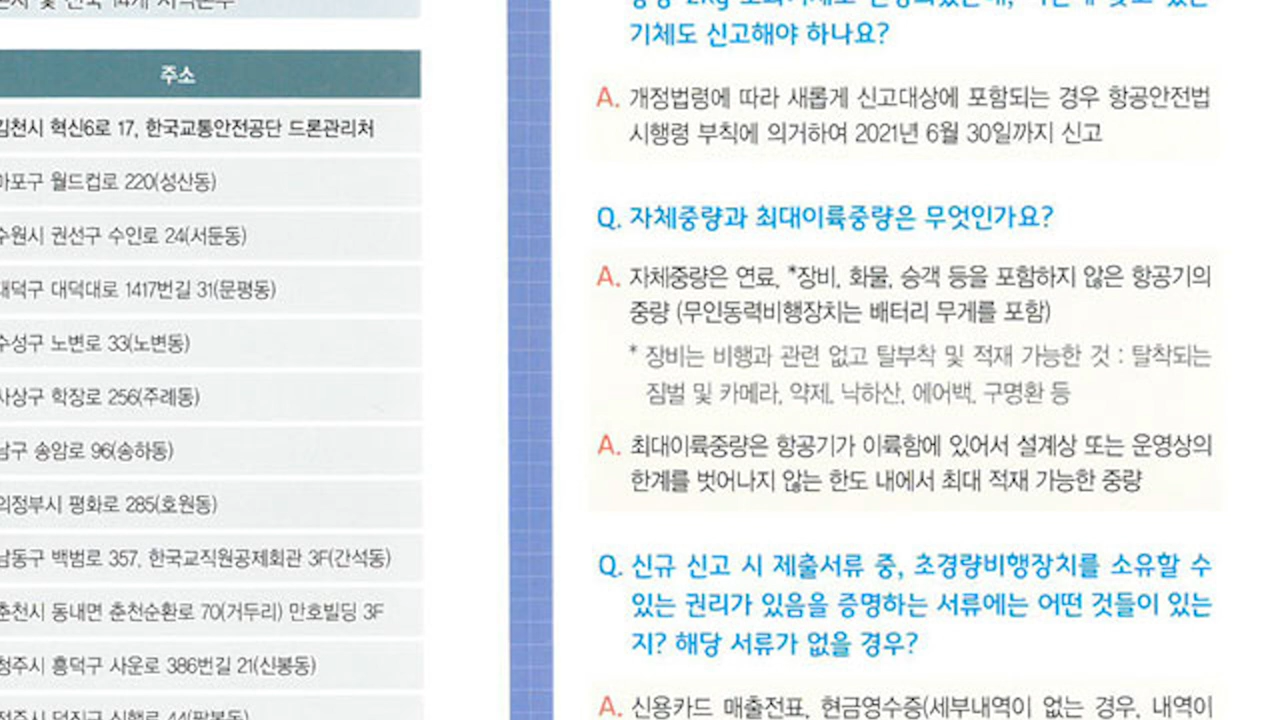 주소
김천시 혁신6로 17, 한국교통안전공단 드론관리처
마포구 월드컵로 220(성산동)
수원시 권선구 수인로 24(서둔동)
대덕구 대덕대로 1417번길 31(문평동)
수성구 노변로 33(노변동)
사상구 학장로 256(주례동)
남구 송암로 96(송하동)
의정부시 평화로 285(호원동)
남동구 백범로 357, 한국교직원공제회관 3F(간석동)
춘천시 동내면 춘천순환로 70(거두리) 만호빌딩 3F
청주시 흥덕구 사운로 386번길 21(신봉동)
기체도 신고해야 하나요?
A. 개정법령에 따라 새롭게 신고대상에 포함되는 경우 항공안전법
시행령 부칙에 의거하여 2021년 6월 30일까지 신고
Q. 자체중량과 최대이륙중량은 무엇인가요?
A. 자체중량은 연료, *장비, 화물, 승객 등을 포함하지 않은 항공기의
중량 (무인동력비행장치는 배터리 무게를 포함)
* 장비는 비행과 관련 없고 탈부착 및 적재 가능한 것 : 탈착되는
짐벌 및 카메라, 약제, 낙하산, 에어백, 구명환 등
A. 최대이륙중량은 항공기가 이륙함에 있어서 설계상 또는 운영상의
한계를 벗어나지 않는 한도 내에서 최대 적재 가능한 중량
Q. 신규 신고 시 제출서류 중, 초경량비행장치를 소유할 수
있는 권리가 있음을 증명하는 서류에는 어떤 것들이 있는
지? 해당 서류가 없을 경우?
A. 신용카드 매출전표, 현금영수증(세부내역이 없는 경우, 내역이